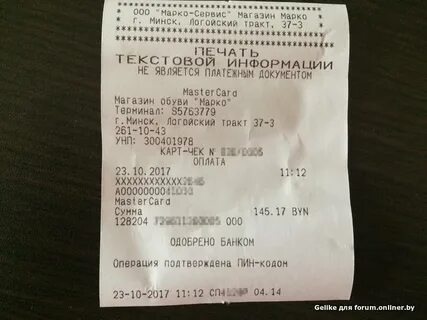 ООО "Марко-Сервис" Магазин Марко
г. Минск, Логойский тракт, 37-3
ПЕЧАТЬ
ТЕКСТОВОЙ ИНФОРМАЦИИ
НЕ ЯВЛЯЕТСЯ ПЛАТЕЖНЫМ ДОКУМЕНТОМ
MasterCard
Магазин обуви "Марко"
Терминал: 95763779
г.Минск, Логойский тракт 37-3
261-10-43
УНП: 300401978
КАРТ-ЧЕК N
ОПЛАТА
23.10.2017 11:12
MasterCard
Сумма 145.17 BYN
128204 000
ОДОБРЕНО БАНКОМ
Операция подтверждена ПИН-кодом
23-10-2017 11:12 04.14
Gelike для forum.onliner.by